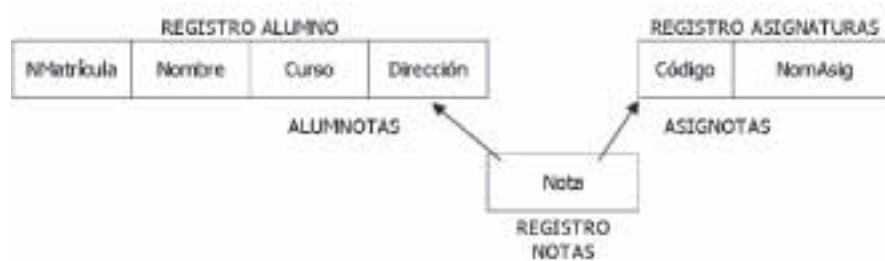 REGISTRO ALUMNO
REGISTRO ASIGNATURAS
NMatrícula Nombre Curso Dirección
Código NomAsig
ALUMNOTAS
ASIGNOTAS
Nota
REGISTRO
NOTAS